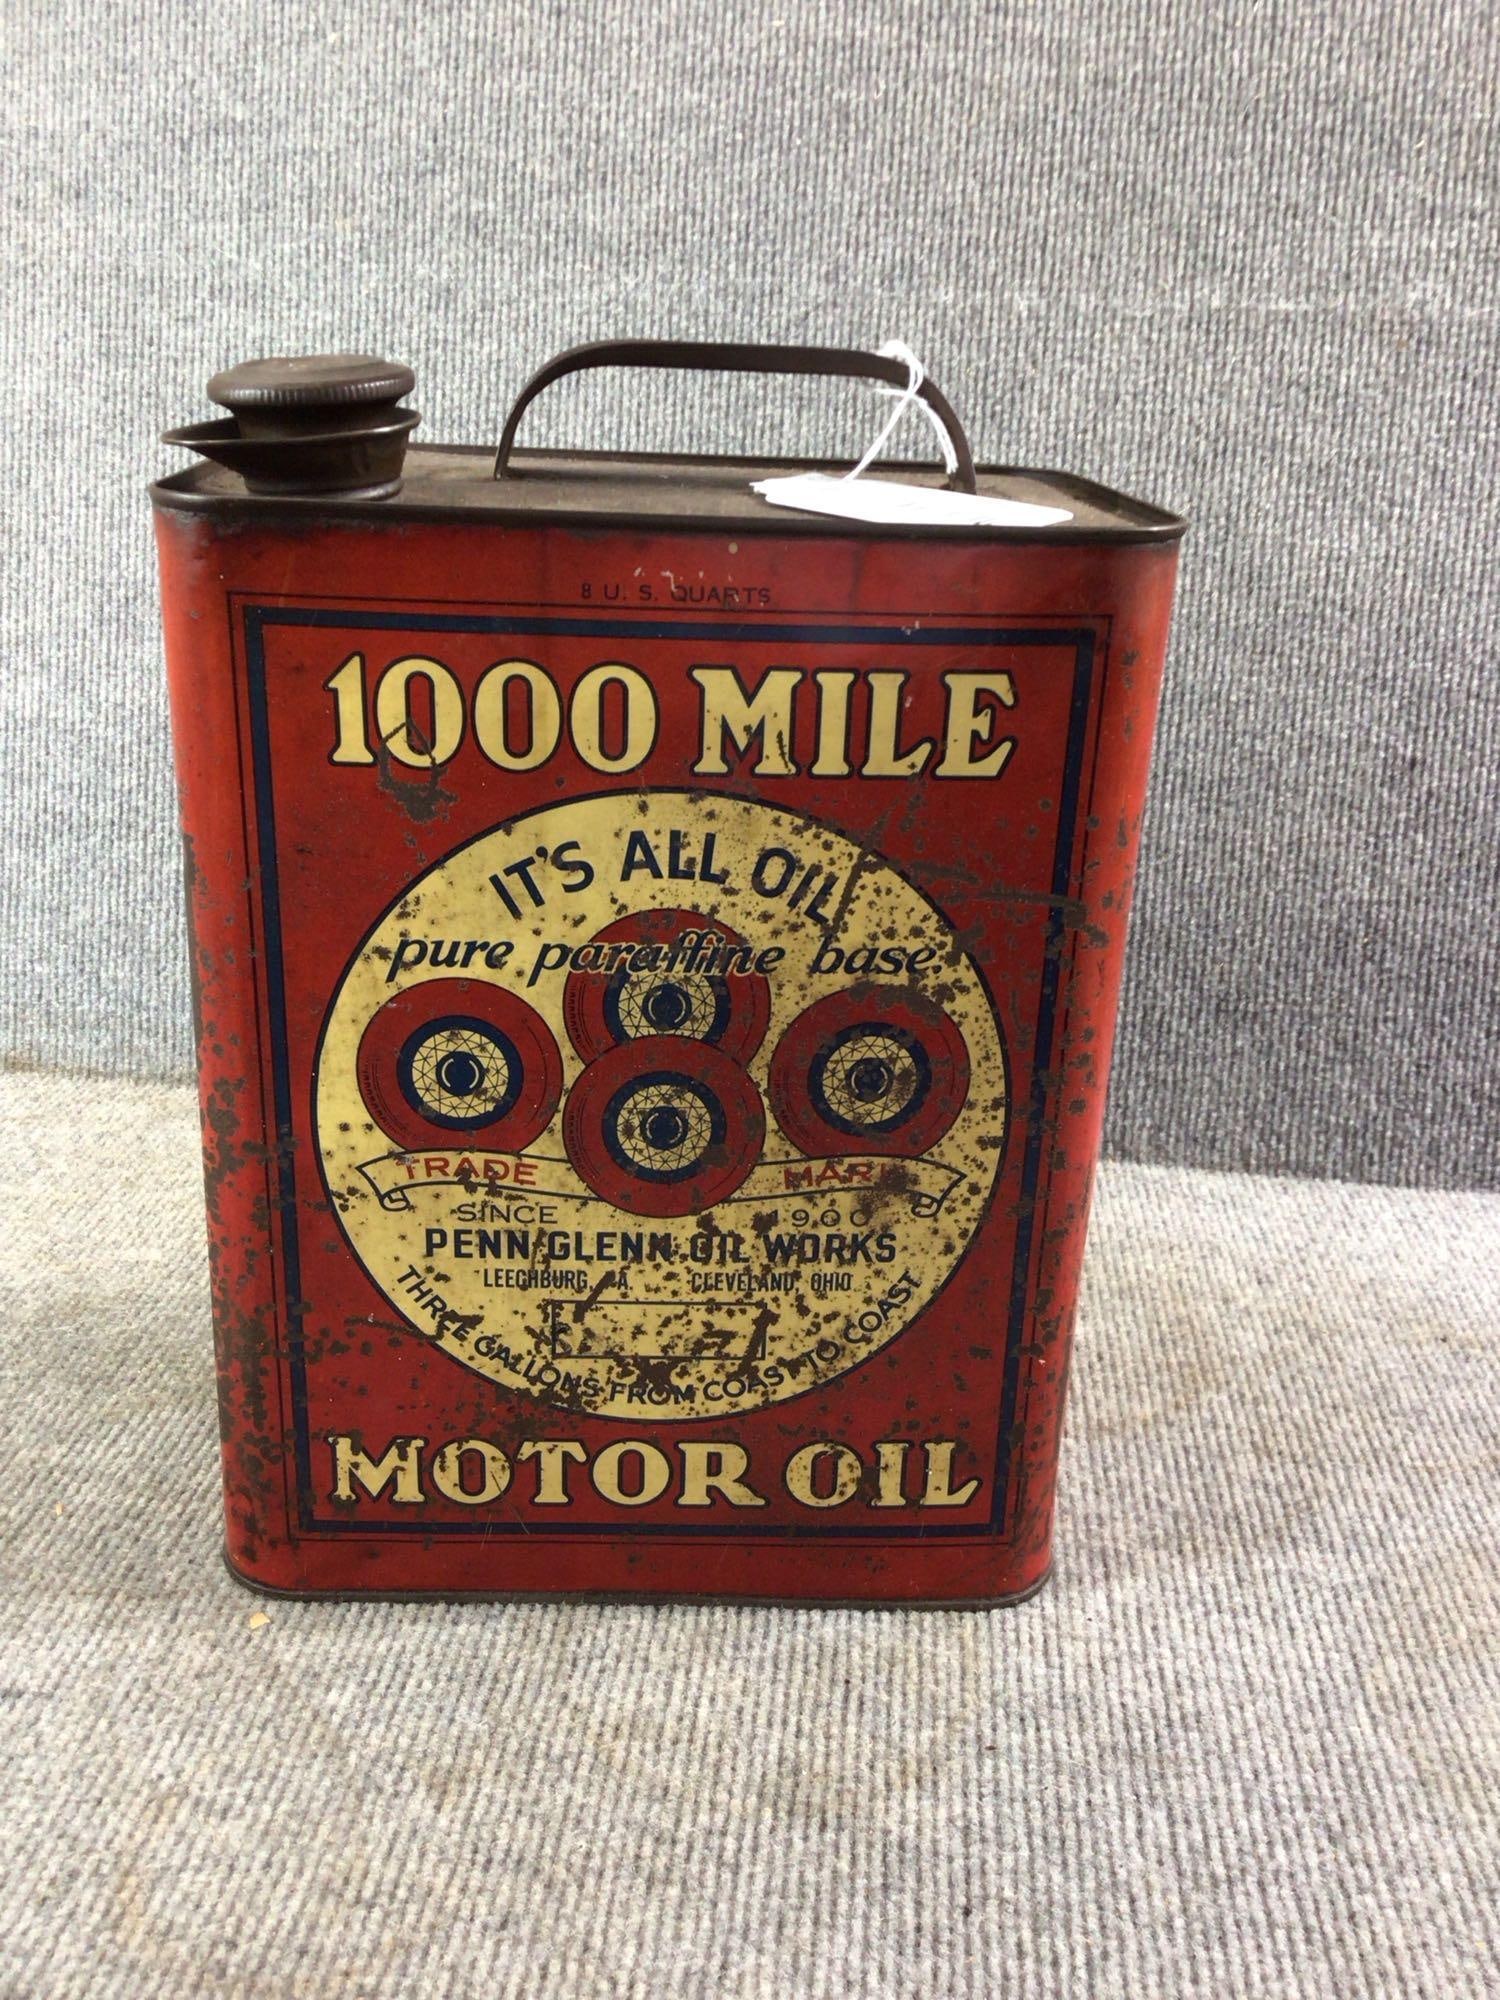 8 U. S. QUARTS
1000 MILE
IT'S ALL OIL
pure paraffine base
TRADE MARK
SINCE 1900
PENN GLENN OIL WORKS
LEECHBURG, PA. CLEVELAND, OHIO
THREE GALLONS FROM COAST TO COAST
MOTOR OIL